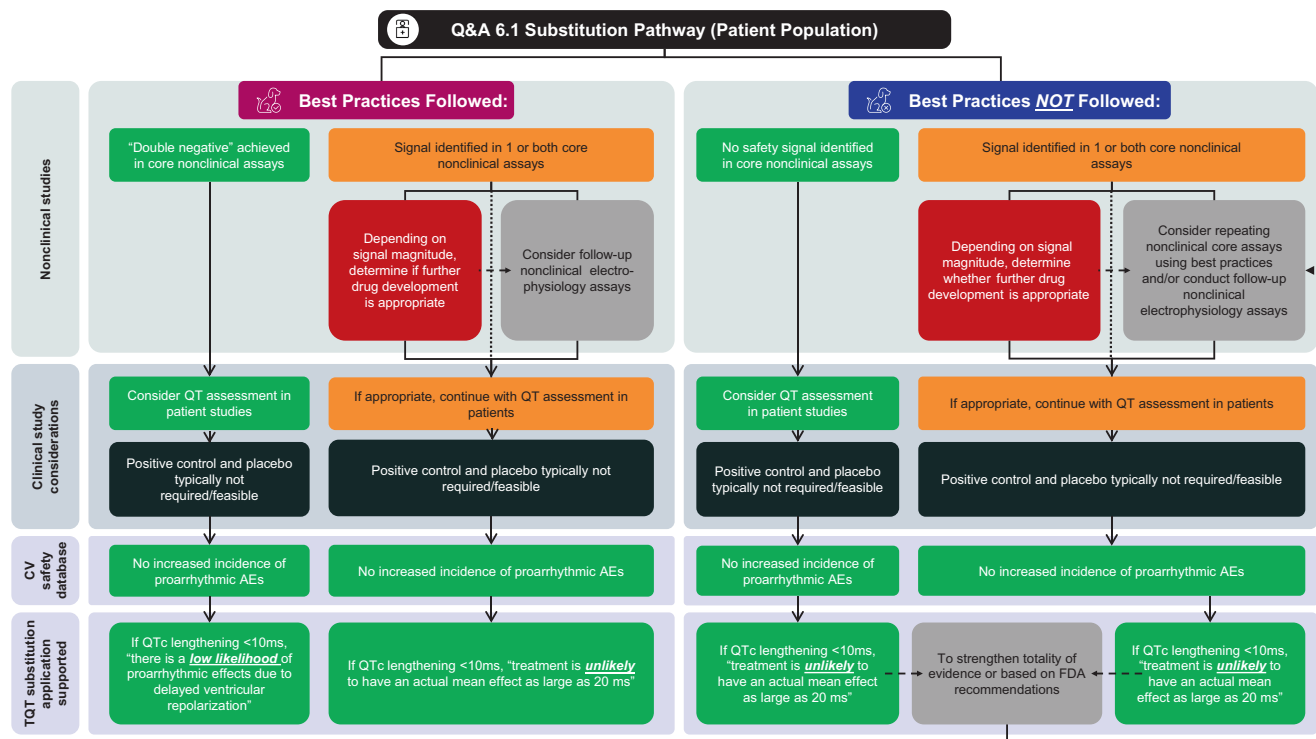 Q&A 6.1 Substitution Pathway (Patient Population)
Best Practices Followed:
Best Practices NOT Followed:
Nonclinical studies
“Double negative” achieved
in core nonclinical assays
Signal identified in 1 or both core
nonclinical assays
Depending on
signal magnitude,
determine if further
drug development
is appropriate
Consider follow-up
nonclinical electro-
physiology assays
No safety signal identified
in core nonclinical assays
Signal identified in 1 or both core nonclinical
assays
Depending on signal
magnitude, determine
whether further drug
development is appropriate
Consider repeating
nonclinical core assays
using best practices
and/or conduct follow-up
nonclinical
electrophysiology assays
Clinical study
considerations
Consider QT assessment in
patient studies
If appropriate, continue with QT assessment in
patients
Consider QT assessment
in patient studies
If appropriate, continue with QT assessment in patients
Positive control and placebo
typically not
required/feasible
Positive control and placebo typically not
required/feasible
Positive control and placebo
typically not required/feasible
Positive control and placebo typically not required/feasible
CV
safety
database
No increased incidence of
proarrhythmic AEs
No increased incidence of proarrhythmic AEs
No increased incidence of
proarrhythmic AEs
No increased incidence of proarrhythmic AEs
TQT substitution
application
supported
If QTc lengthening <10ms,
“there is a low likelihood of
proarrhythmic effects due to
delayed ventricular
repolarization”
If QTc lengthening <10ms, “treatment is unlikely
to have an actual mean effect as large as 20 ms”
If QTc lengthening <10ms,
“treatment is unlikely to
have an actual mean effect
as large as 20 ms”
To strengthen totality of
evidence or based on FDA
recommendations
If QTc lengthening <10ms,
“treatment is unlikely to
have an actual mean
effect as large as 20 ms”